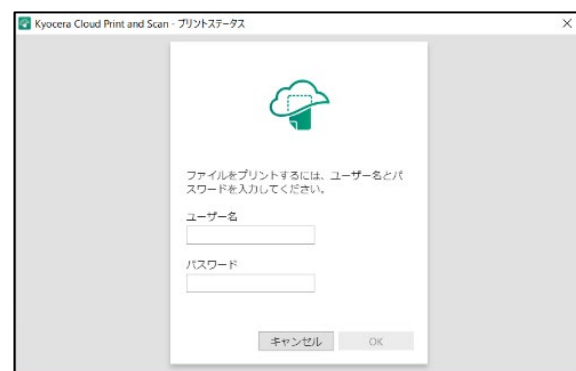 Kyocera Cloud Print and Scan - プリントステータス
ファイルをプリントするには、ユーザー名とパ
スワードを入力してください。
ユーザー名
パスワード
キャンセル OK